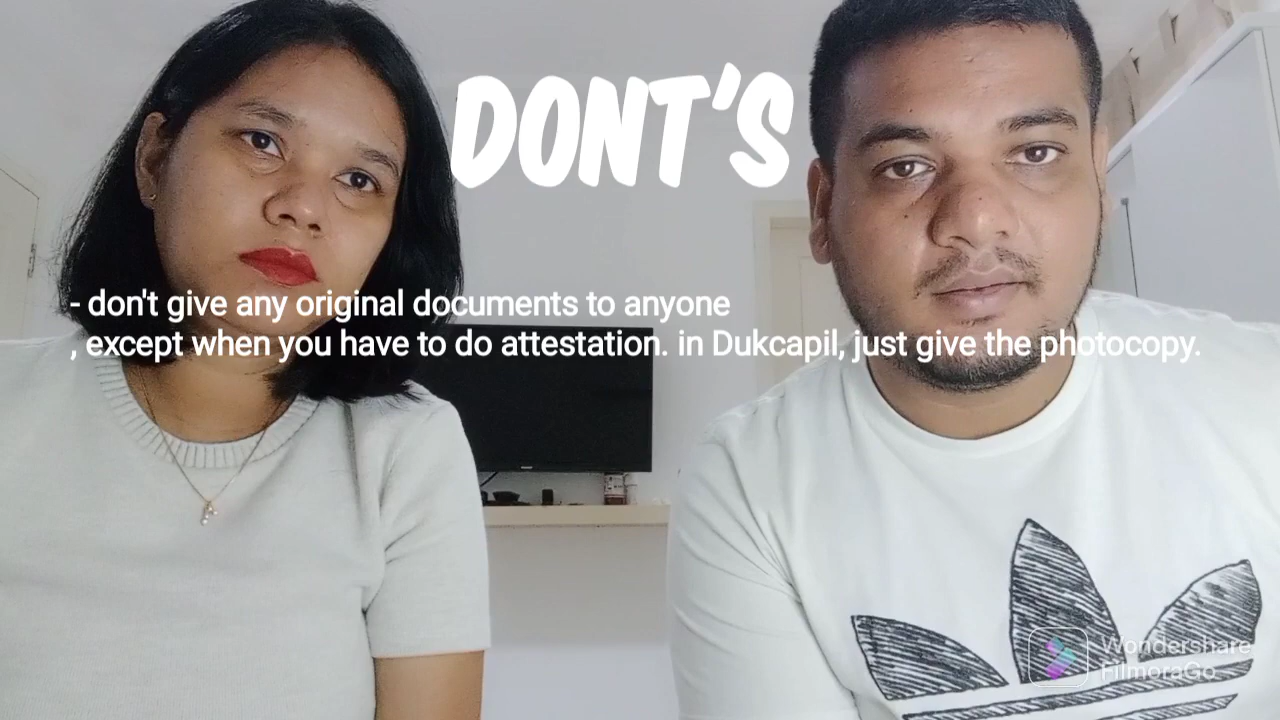 DONT'S
- don't give any original documents to anyone
, except when you have to do attestation. in Dukcapil, just give the photocopy.
Wondershare
FilmoraGo